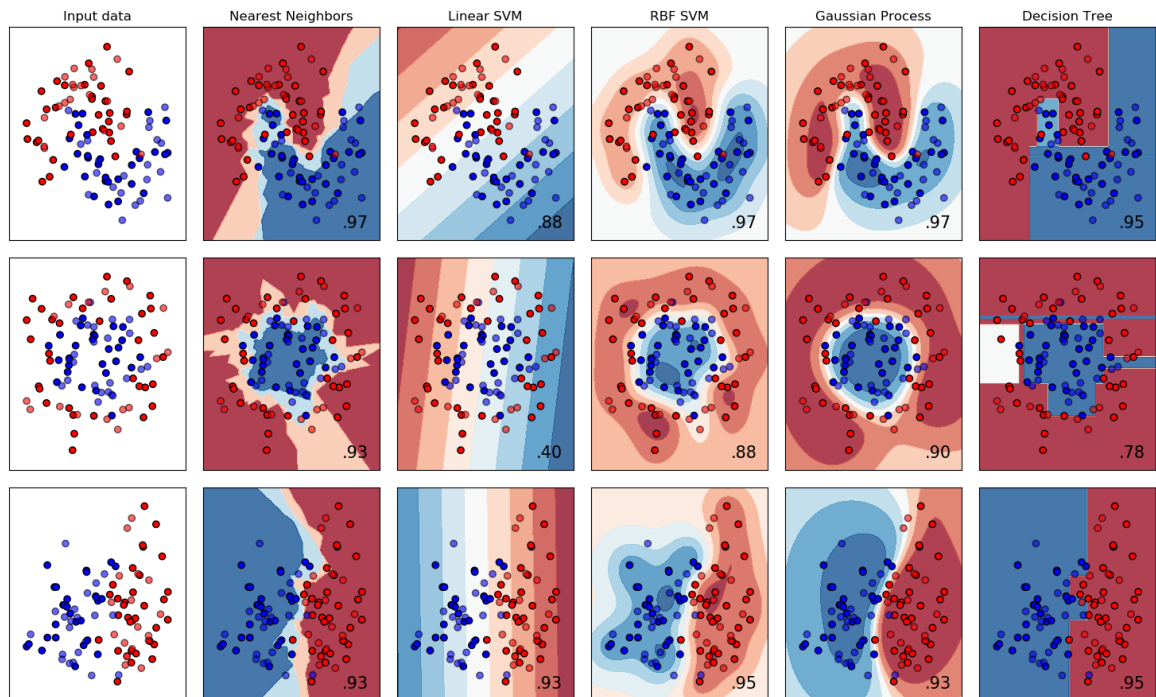 Input data
Nearest Neighbors
Linear SVM
RBF SVM
Gaussian Process
Decision Tree
.97
.88
.97
.97
.95
.93
.40
.88
.90
.78
.93
.93
.95
.93
.95